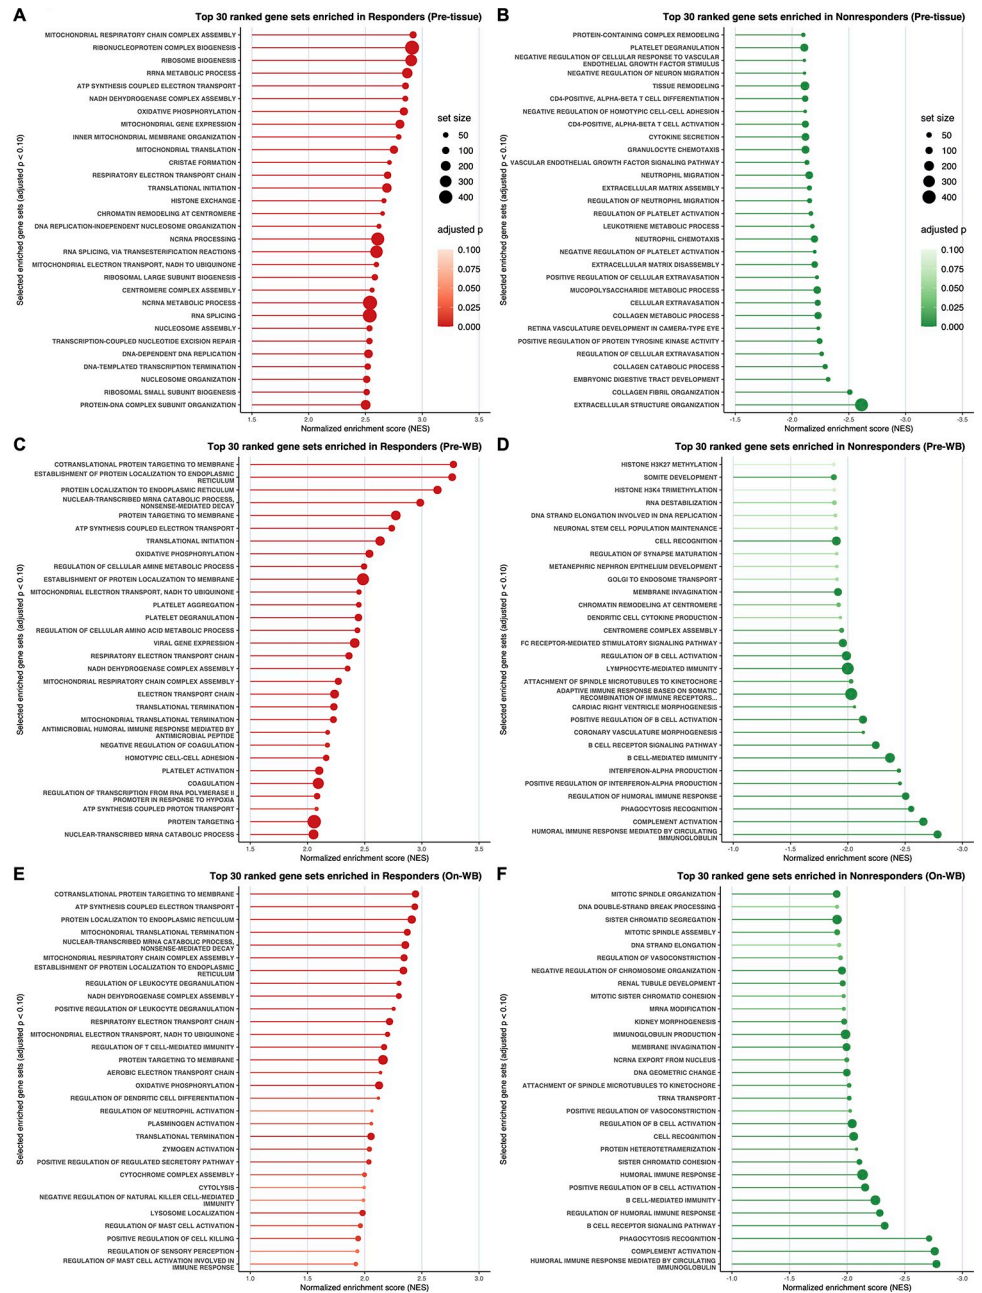 A
Top 30 ranked gene sets enriched in Responders (Pre-tissue)
Selected enriched gene sets (adjusted p < 0.10)
MITOCHONDRIAL RESPIRATORY CHAIN COMPLEX ASSEMBLY
RIBONUCLEOPROTEIN COMPLEX BIOGENESIS
RIBOSOME BIOGENESIS
RRNA METABOLIC PROCESS
ATP SYNTHESIS COUPLED ELECTRON TRANSPORT
NADH DEHYDROGENASE COMPLEX ASSEMBLY
OXIDATIVE PHOSPHORYLATION
MITOCHONDRIAL GENE EXPRESSION
INNER MITOCHONDRIAL MEMBRANE ORGANIZATION
MITOCHONDRIAL TRANSLATION
CRISTAE FORMATION
RESPIRATORY ELECTRON TRANSPORT CHAIN
TRANSLATIONAL INITIATION
HISTONE EXCHANGE
CHROMATIN REMODELING AT CENTROMERE
DNA REPLICATION-INDEPENDENT NUCLEOSOME ORGANIZATION
NCRNA PROCESSING
RNA SPLICING, VIA TRANSESTERIFICATION REACTIONS
MITOCHONDRIAL ELECTRON TRANSPORT, NADH TO UBIQUINONE
RIBOSOMAL LARGE SUBUNIT BIOGENESIS
CENTROMERE COMPLEX ASSEMBLY
NCRNA METABOLIC PROCESS
RNA SPLICING
NUCLEOSOME ASSEMBLY
TRANSCRIPTION-COUPLED NUCLEOTIDE EXCISION REPAIR
DNA-DEPENDENT DNA REPLICATION
DNA-TEMPLATED TRANSCRIPTION TERMINATION
NUCLEOSOME ORGANIZATION
RIBOSOMAL SMALL SUBUNIT BIOGENESIS
PROTEIN-DNA COMPLEX SUBUNIT ORGANIZATION
1.5 2.0 2.5 3.0 3.5
Normalized enrichment score (NES)
set size
50
100
200
300
400
adjusted p
0.100
0.075
0.050
0.025
0.000
B
Top 30 ranked gene sets enriched in Nonresponders (Pre-tissue)
Selected enriched gene sets (adjusted p < 0.10)
PROTEIN-CONTAINING COMPLEX REMODELING
PLATELET DEGRANULATION
NEGATIVE REGULATION OF CELLULAR RESPONSE TO VASCULAR
ENDOTHELIAL GROWTH FACTOR STIMULUS
NEGATIVE REGULATION OF NEURON MIGRATION
TISSUE REMODELING
CD4-POSITIVE, ALPHA-BETA T CELL DIFFERENTIATION
NEGATIVE REGULATION OF HOMOTYPIC CELL-CELL ADHESION
CD4-POSITIVE, ALPHA-BETA T CELL ACTIVATION
CYTOKINE SECRETION
GRANULOCYTE CHEMOTAXIS
VASCULAR ENDOTHELIAL GROWTH FACTOR SIGNALING PATHWAY
NEUTROPHIL MIGRATION
EXTRACELLULAR MATRIX ASSEMBLY
REGULATION OF NEUTROPHIL MIGRATION
REGULATION OF PLATELET ACTIVATION
LEUKOTRIENE METABOLIC PROCESS
NEUTROPHIL CHEMOTAXIS
NEGATIVE REGULATION OF PLATELET ACTIVATION
EXTRACELLULAR MATRIX DISASSEMBLY
POSITIVE REGULATION OF CELLULAR EXTRAVASATION
MUCOPOLYSACCHARIDE METABOLIC PROCESS
CELLULAR EXTRAVASATION
COLLAGEN METABOLIC PROCESS
RETINA VASCULATURE DEVELOPMENT IN CAMERA-TYPE EYE
POSITIVE REGULATION OF PROTEIN TYROSINE KINASE ACTIVITY
REGULATION OF CELLULAR EXTRAVASATION
COLLAGEN CATABOLIC PROCESS
EMBRYONIC DIGESTIVE TRACT DEVELOPMENT
COLLAGEN FIBRIL ORGANIZATION
EXTRACELLULAR STRUCTURE ORGANIZATION
-1.5 -2.0 -2.5 -3.0 -3.5
Normalized enrichment score (NES)
set size
50
100
200
300
400
adjusted p
0.100
0.075
0.050
0.025
0.000
C
Top 30 ranked gene sets enriched in Responders (Pre-WB)
Selected enriched gene sets (adjusted p < 0.10)
COTRANSLATIONAL PROTEIN TARGETING TO MEMBRANE
ESTABLISHMENT OF PROTEIN LOCALIZATION TO ENDOPLASMIC
RETICULUM
PROTEIN LOCALIZATION TO ENDOPLASMIC RETICULUM
NUCLEAR-TRANSCRIBED MRNA CATABOLIC PROCESS,
NONSENSE-MEDIATED DECAY
PROTEIN TARGETING TO MEMBRANE
ATP SYNTHESIS COUPLED ELECTRON TRANSPORT
TRANSLATIONAL INITIATION
OXIDATIVE PHOSPHORYLATION
REGULATION OF CELLULAR AMINE METABOLIC PROCESS
ESTABLISHMENT OF PROTEIN LOCALIZATION TO MEMBRANE
MITOCHONDRIAL ELECTRON TRANSPORT, NADH TO UBIQUINONE
PLATELET AGGREGATION
PLATELET DEGRANULATION
REGULATION OF CELLULAR AMINO ACID METABOLIC PROCESS
VIRAL GENE EXPRESSION
RESPIRATORY ELECTRON TRANSPORT CHAIN
NADH DEHYDROGENASE COMPLEX ASSEMBLY
MITOCHONDRIAL RESPIRATORY CHAIN COMPLEX ASSEMBLY
ELECTRON TRANSPORT CHAIN
TRANSLATIONAL TERMINATION
MITOCHONDRIAL TRANSLATIONAL TERMINATION
ANTIMICROBIAL HUMORAL IMMUNE RESPONSE MEDIATED BY
ANTIMICROBIAL PEPTIDE
NEGATIVE REGULATION OF COAGULATION
HOMOTYPIC CELL-CELL ADHESION
PLATELET ACTIVATION
COAGULATION
REGULATION OF TRANSCRIPTION FROM RNA POLYMERASE II
PROMOTER IN RESPONSE TO HYPOXIA
ATP SYNTHESIS COUPLED PROTON TRANSPORT
PROTEIN TARGETING
NUCLEAR-TRANSCRIBED MRNA CATABOLIC PROCESS
1.5 2.0 2.5 3.0 3.5
Normalized enrichment score (NES)
D
Top 30 ranked gene sets enriched in Nonresponders (Pre-WB)
Selected enriched gene sets (adjusted p < 0.10)
HISTONE H3K27 METHYLATION
SOMITE DEVELOPMENT
HISTONE H3K4 TRIMETHYLATION
RNA DESTABILIZATION
DNA STRAND ELONGATION INVOLVED IN DNA REPLICATION
NEURONAL STEM CELL POPULATION MAINTENANCE
CELL RECOGNITION
REGULATION OF SYNAPSE MATURATION
METANEPHRIC NEPHRON EPITHELIUM DEVELOPMENT
GOLGI TO ENDOSOME TRANSPORT
MEMBRANE INVAGINATION
CHROMATIN REMODELING AT CENTROMERE
DENDRITIC CELL CYTOKINE PRODUCTION
CENTROMERE COMPLEX ASSEMBLY
FC RECEPTOR-MEDIATED STIMULATORY SIGNALING PATHWAY
REGULATION OF B CELL ACTIVATION
LYMPHOCYTE-MEDIATED IMMUNITY
ATTACHMENT OF SPINDLE MICROTUBULES TO KINETOCHORE
ADAPTIVE IMMUNE RESPONSE BASED ON SOMATIC
RECOMBINATION OF IMMUNE RECEPTORS...
CARDIAC RIGHT VENTRICLE MORPHOGENESIS
POSITIVE REGULATION OF B CELL ACTIVATION
CORONARY VASCULATURE MORPHOGENESIS
B CELL RECEPTOR SIGNALING PATHWAY
B CELL-MEDIATED IMMUNITY
INTERFERON-ALPHA PRODUCTION
POSITIVE REGULATION OF INTERFERON-ALPHA PRODUCTION
REGULATION OF HUMORAL IMMUNE RESPONSE
PHAGOCYTOSIS RECOGNITION
COMPLEMENT ACTIVATION
HUMORAL IMMUNE RESPONSE MEDIATED BY CIRCULATING
IMMUNOGLOBULIN
-1.0 -1.5 -2.0 -2.5 -3.0
Normalized enrichment score (NES)
E
Top 30 ranked gene sets enriched in Responders (On-WB)
Selected enriched gene sets (adjusted p < 0.10)
COTRANSLATIONAL PROTEIN TARGETING TO MEMBRANE
ATP SYNTHESIS COUPLED ELECTRON TRANSPORT
PROTEIN LOCALIZATION TO ENDOPLASMIC RETICULUM
MITOCHONDRIAL TRANSLATIONAL TERMINATION
NUCLEAR-TRANSCRIBED MRNA CATABOLIC PROCESS,
NONSENSE-MEDIATED DECAY
MITOCHONDRIAL RESPIRATORY CHAIN COMPLEX ASSEMBLY
ESTABLISHMENT OF PROTEIN LOCALIZATION TO ENDOPLASMIC
RETICULUM
REGULATION OF LEUKOCYTE DEGRANULATION
NADH DEHYDROGENASE COMPLEX ASSEMBLY
POSITIVE REGULATION OF LEUKOCYTE DEGRANULATION
RESPIRATORY ELECTRON TRANSPORT CHAIN
MITOCHONDRIAL ELECTRON TRANSPORT, NADH TO UBIQUINONE
REGULATION OF T CELL-MEDIATED IMMUNITY
PROTEIN TARGETING TO MEMBRANE
AEROBIC ELECTRON TRANSPORT CHAIN
OXIDATIVE PHOSPHORYLATION
REGULATION OF DENDRITIC CELL DIFFERENTIATION
REGULATION OF NEUTROPHIL ACTIVATION
PLASMINOGEN ACTIVATION
TRANSLATIONAL TERMINATION
ZYMOGEN ACTIVATION
POSITIVE REGULATION OF REGULATED SECRETORY PATHWAY
CYTOCHROME COMPLEX ASSEMBLY
CYTOLYSIS
NEGATIVE REGULATION OF NATURAL KILLER CELL-MEDIATED
IMMUNITY
LYSOSOME LOCALIZATION
REGULATION OF MAST CELL ACTIVATION
POSITIVE REGULATION OF CELL KILLING
REGULATION OF SENSORY PERCEPTION
REGULATION OF MAST CELL ACTIVATION INVOLVED IN
IMMUNE RESPONSE
1.0 1.5 2.0 2.5 3.0
Normalized enrichment score (NES)
F
Top 30 ranked gene sets enriched in Nonresponders (On-WB)
Selected enriched gene sets (adjusted p < 0.10)
MITOTIC SPINDLE ORGANIZATION
DNA DOUBLE-STRAND BREAK PROCESSING
SISTER CHROMATID SEGREGATION
MITOTIC SPINDLE ASSEMBLY
DNA STRAND ELONGATION
REGULATION OF VASOCONSTRICTION
NEGATIVE REGULATION OF CHROMOSOME ORGANIZATION
RENAL TUBULE DEVELOPMENT
MITOTIC SISTER CHROMATID COHESION
MRNA MODIFICATION
KIDNEY MORPHOGENESIS
IMMUNOGLOBULIN PRODUCTION
MEMBRANE INVAGINATION
NCRNA EXPORT FROM NUCLEUS
DNA GEOMETRIC CHANGE
ATTACHMENT OF SPINDLE MICROTUBULES TO KINETOCHORE
TRNA TRANSPORT
POSITIVE REGULATION OF VASOCONSTRICTION
REGULATION OF B CELL ACTIVATION
CELL RECOGNITION
PROTEIN HETEROTETRAMERIZATION
SISTER CHROMATID COHESION
HUMORAL IMMUNE RESPONSE
POSITIVE REGULATION OF B CELL ACTIVATION
B CELL-MEDIATED IMMUNITY
REGULATION OF HUMORAL IMMUNE RESPONSE
B CELL RECEPTOR SIGNALING PATHWAY
PHAGOCYTOSIS RECOGNITION
COMPLEMENT ACTIVATION
HUMORAL IMMUNE RESPONSE MEDIATED BY CIRCULATING
IMMUNOGLOBULIN
-1.0 -1.5 -2.0 -2.5 -3.0
Normalized enrichment score (NES)